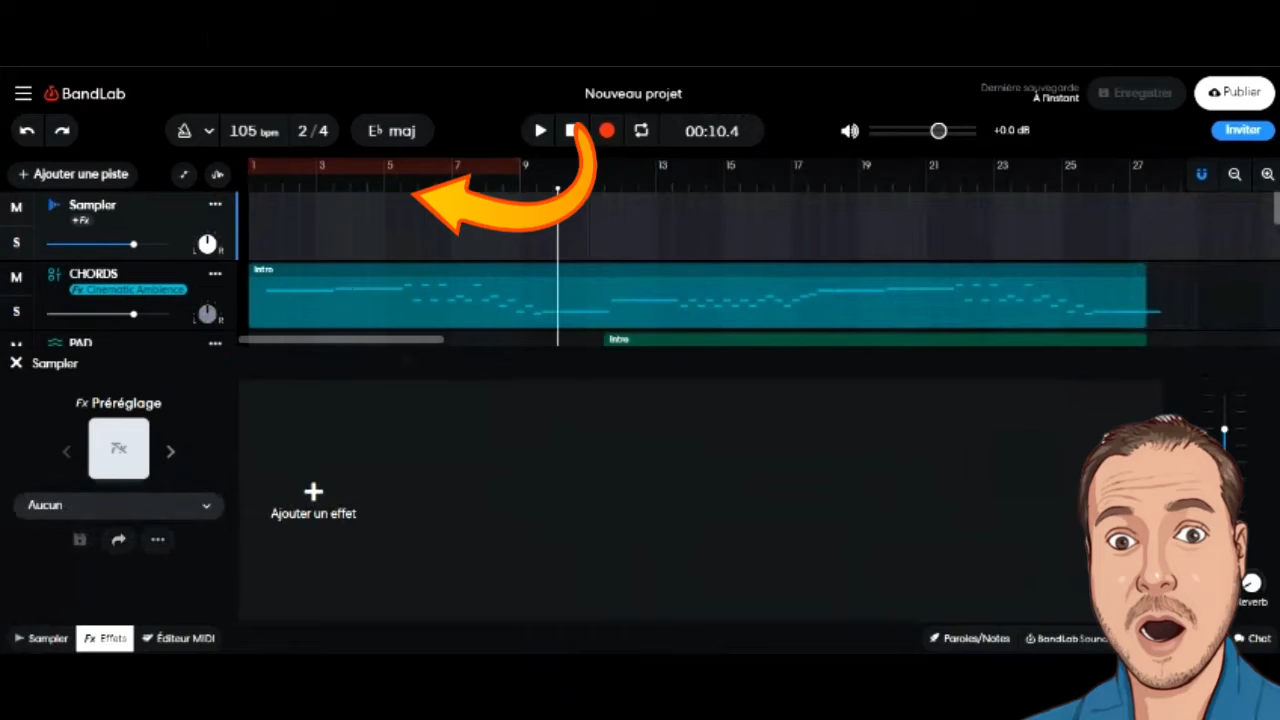 BandLab
Nouveau projet
Dernière sauvegarde
À l'instant
Enregistrer
Publier
105 bpm
2/4
E♭ maj
00:10.4
+0.0 dB
Inviter
+ Ajouter une piste
1 3 5 7 9 13 15 17 19 21 23 25 27
M
Sampler
+Fx
S
L R
M
CHORDS
Fx Cinematic Ambience
S
L R
Intro
PAD
Intro
Sampler
Fx Préréglage
Fx
Aucun
Ajouter un effet
Reverb
Sampler
Fx Effets
Éditeur MIDI
Paroles/Notes
BandLab Soun
Chat